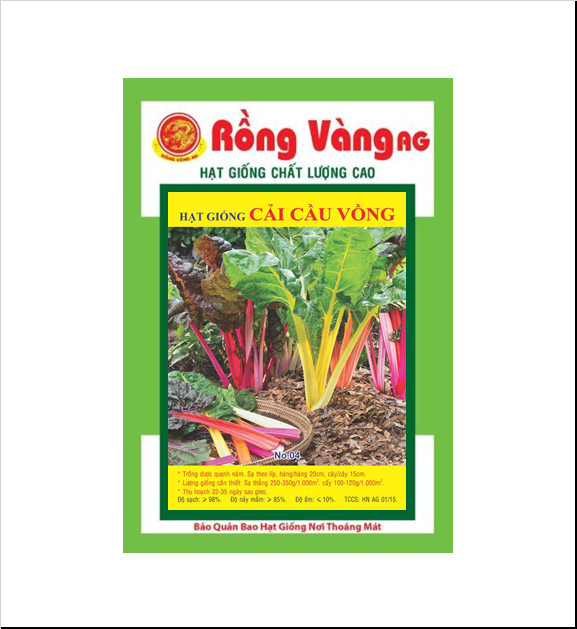 RỒNG VÀNG AG
Rồng Vàng AG
HẠT GIỐNG CHẤT LƯỢNG CAO
HẠT GIỐNG CẢI CẦU VỒNG
No 04
* Trồng được quanh năm. Sạ theo líp, hàng/hàng 20cm, cây/cây 15cm.
* Lượng giống cần thiết: Sạ thẳng 250-350g/1.000m², cấy 100-120g/1.000m².
* Thu hoạch 32-35 ngày sau gieo.
Độ sạch: ⩾ 98%. Độ nảy mầm: ⩾ 85%. Độ ẩm: ⩽ 10%. TCCS: HN AG 01/15.
Bảo Quản Bao Hạt Giống Nơi Thoáng Mát